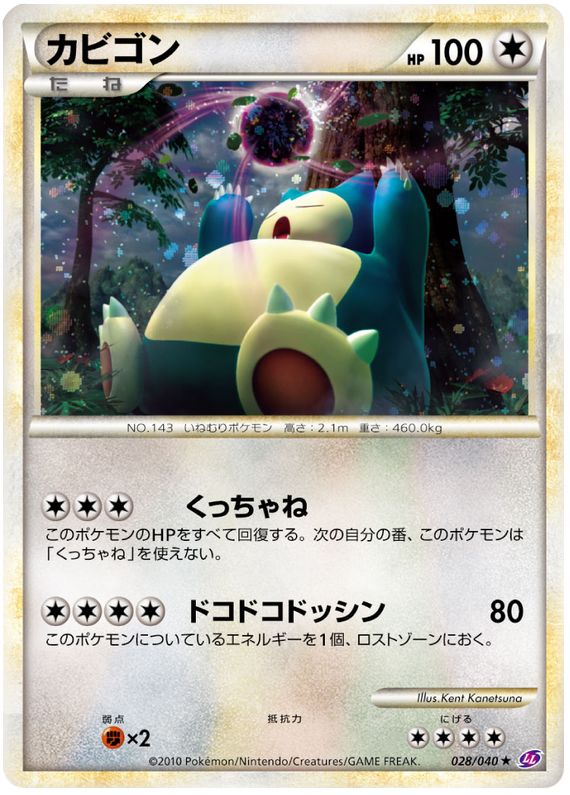 カビゴン HP 100
たね
NO.143 いねむりポケモン 高さ：2.1m 重さ：460.0kg
くっちゃね
このポケモンのHPをすべて回復する。次の自分の番、このポケモンは
「くっちゃね」を使えない。
ドコドコドッシン 80
このポケモンについているエネルギーを1個、ロストゾーンにおく。
Illus.Kent Kanetsuna
弱点 抵抗力 にげる
×2
©2010 Pokémon/Nintendo/Creatures/GAME FREAK. 028/040 ★ LL